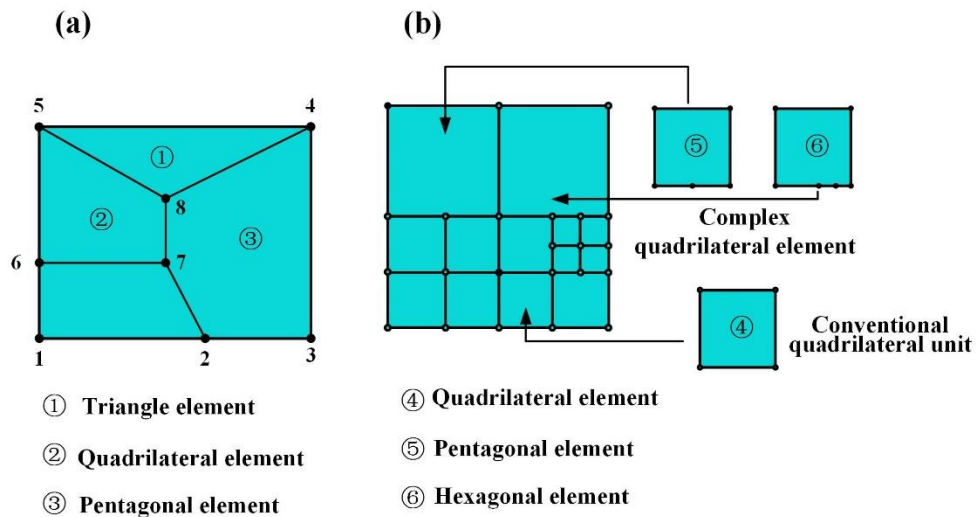 (a)
(b)
5
4
①
②
8
③
6
7
1
2
3
⑤
⑥
Complex
quadrilateral element
④
Conventional
quadrilateral unit
① Triangle element
② Quadrilateral element
③ Pentagonal element
④ Quadrilateral element
⑤ Pentagonal element
⑥ Hexagonal element